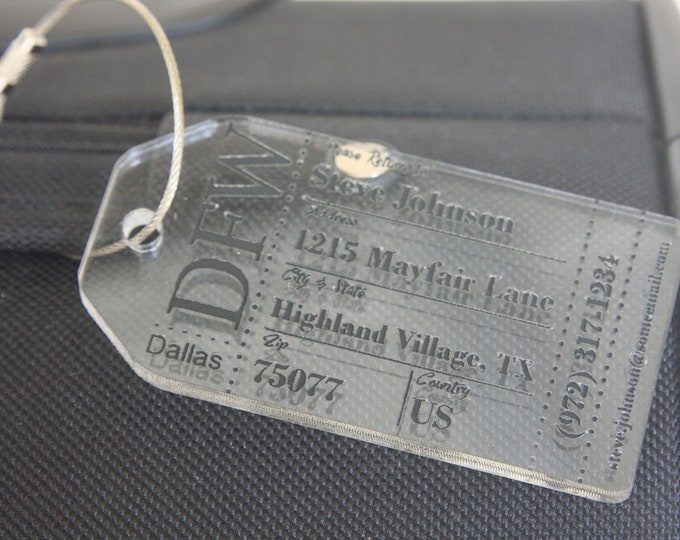 DFW
Dallas
Please Return to
Steve Johnson
Address
1215 Mayfair Lane
City & State
Highland Village, TX
Zip
75077
Country
US
((972) 317-1234
steve.johnson@someemail.com